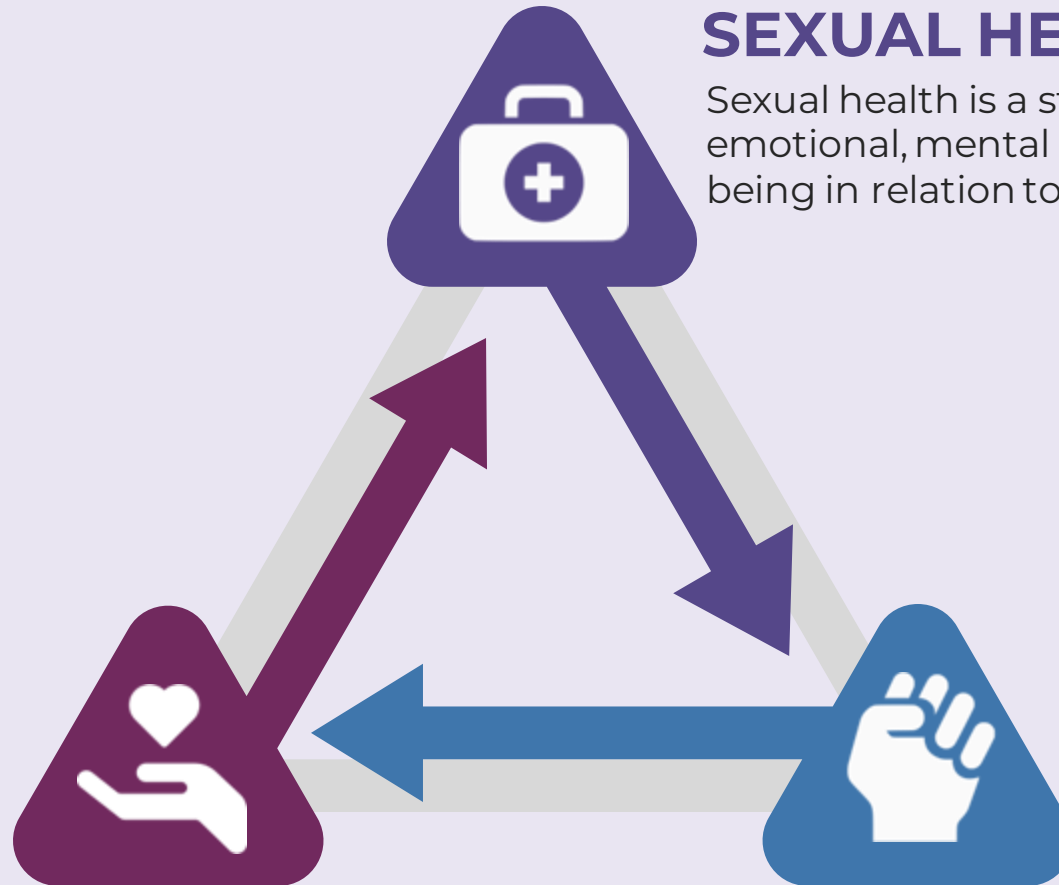 SEXUAL HE
Sexual health is a st
emotional, mental
being in relation to